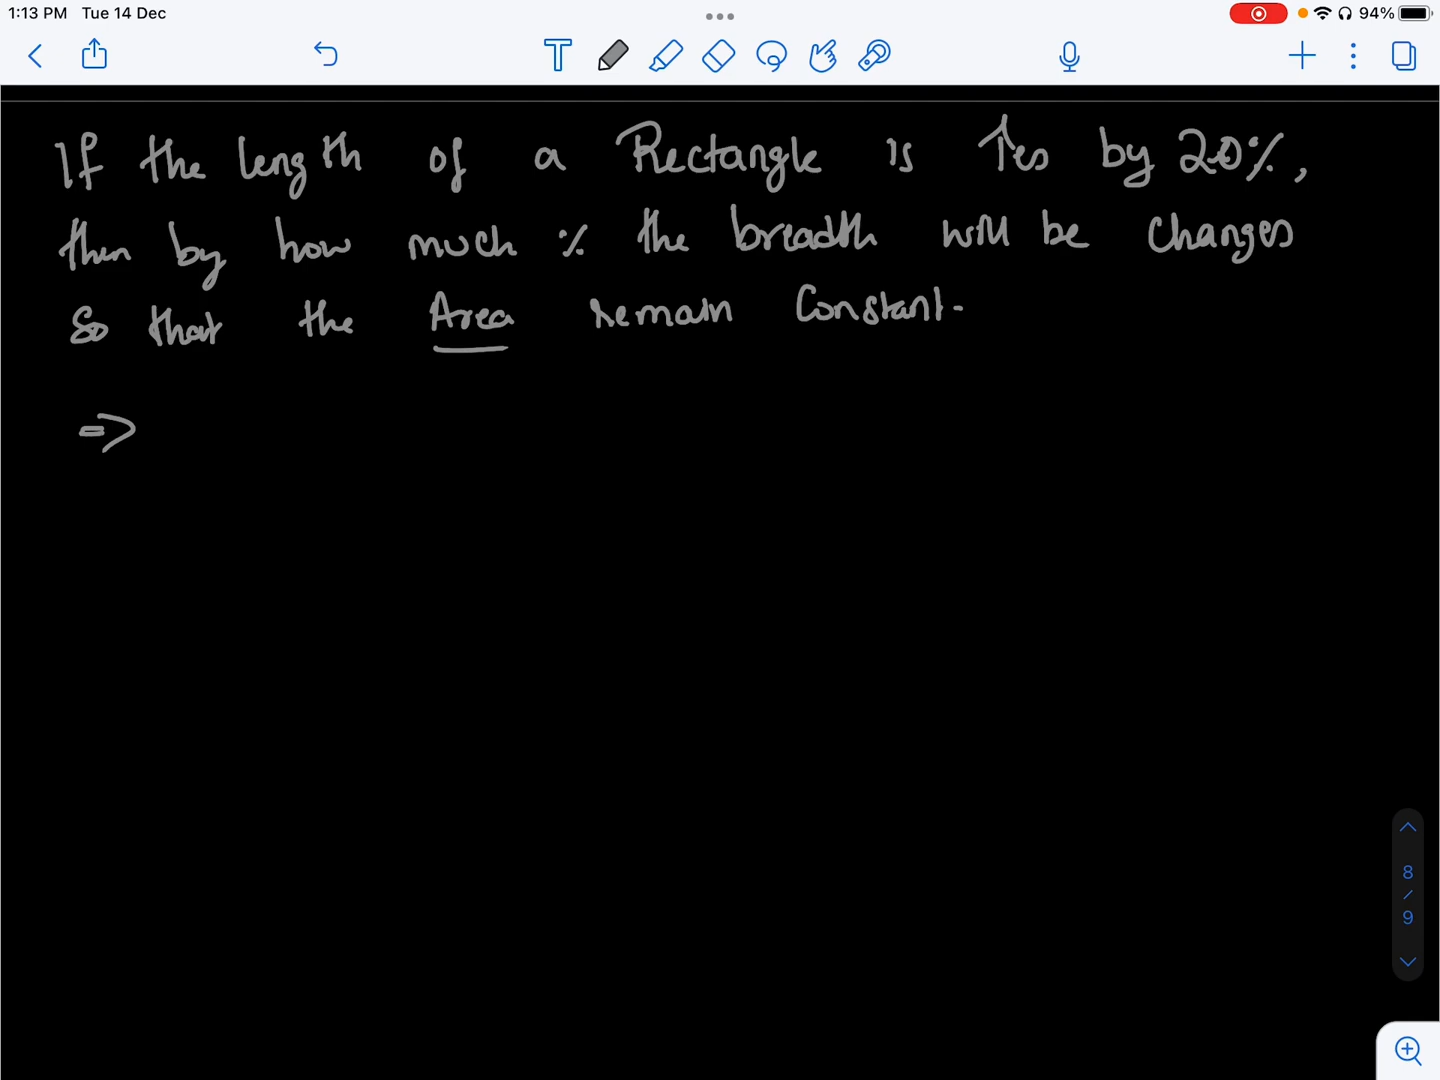 1:13 PM Tue 14 Dec
94%
If the length of a Rectangle is ↑es by 20%,
then by how much % the breadth will be changes
So that the Area remain Constant.
=>
8
/
9